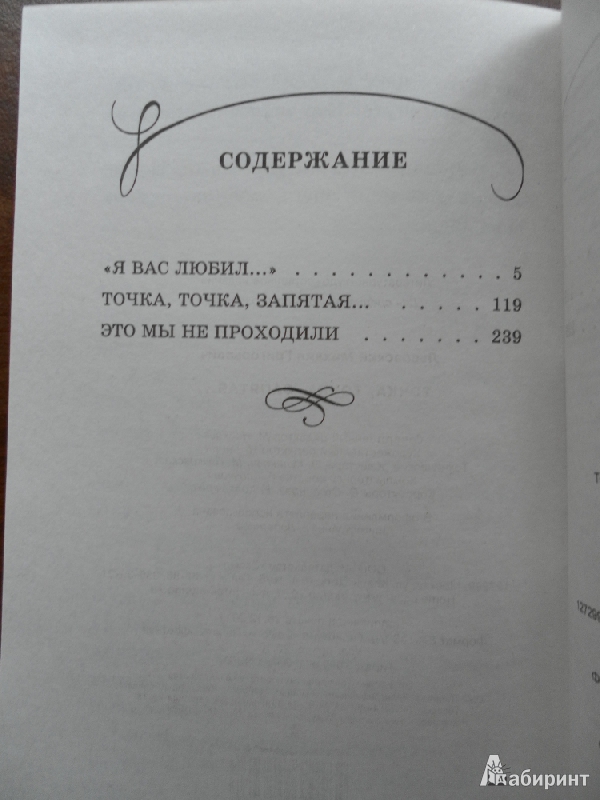 СОДЕРЖАНИЕ
«Я ВАС ЛЮБИЛ...» . . . . . . . . . . . . 5
ТОЧКА, ТОЧКА, ЗАПЯТАЯ... . . . . . . 119
ЭТО МЫ НЕ ПРОХОДИЛИ . . . . . . . 239
Лабиринт